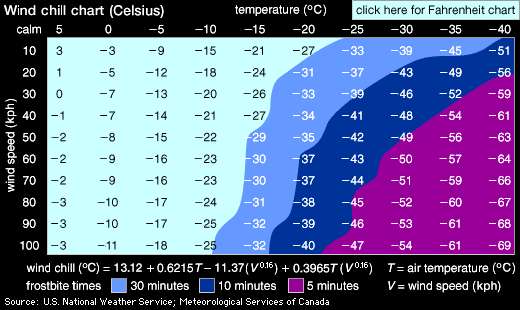 Wind chill chart (Celsius) temperature (°C) click here for Fahrenheit chart
calm 5 0 −5 −10 −15 −20 −25 −30 −35 −40
10 3 −3 −9 −15 −21 −27 −33 −39 −45 −51
20 1 −5 −12 −18 −24 −31 −37 −43 −49 −56
30 0 −7 −13 −20 −26 −33 −39 −46 −52 −59
40 −1 −7 −14 −21 −27 −34 −41 −48 −54 −61
50 −2 −8 −15 −22 −29 −35 −42 −49 −56 −63
60 −2 −9 −16 −23 −30 −37 −43 −50 −57 −64
70 −2 −9 −16 −23 −30 −37 −44 −51 −59 −66
80 −3 −10 −17 −24 −31 −38 −45 −52 −60 −67
90 −3 −10 −17 −25 −32 −39 −46 −53 −61 −68
100 −3 −11 −18 −25 −32 −40 −47 −54 −61 −69
wind speed (kph)
wind chill (°C) = 13.12 + 0.6215T − 11.37(V^0.16) + 0.3965T(V^0.16) T = air temperature (°C)
frostbite times 30 minutes 10 minutes 5 minutes V = wind speed (kph)
Source: U.S. National Weather Service; Meteorological Services of Canada